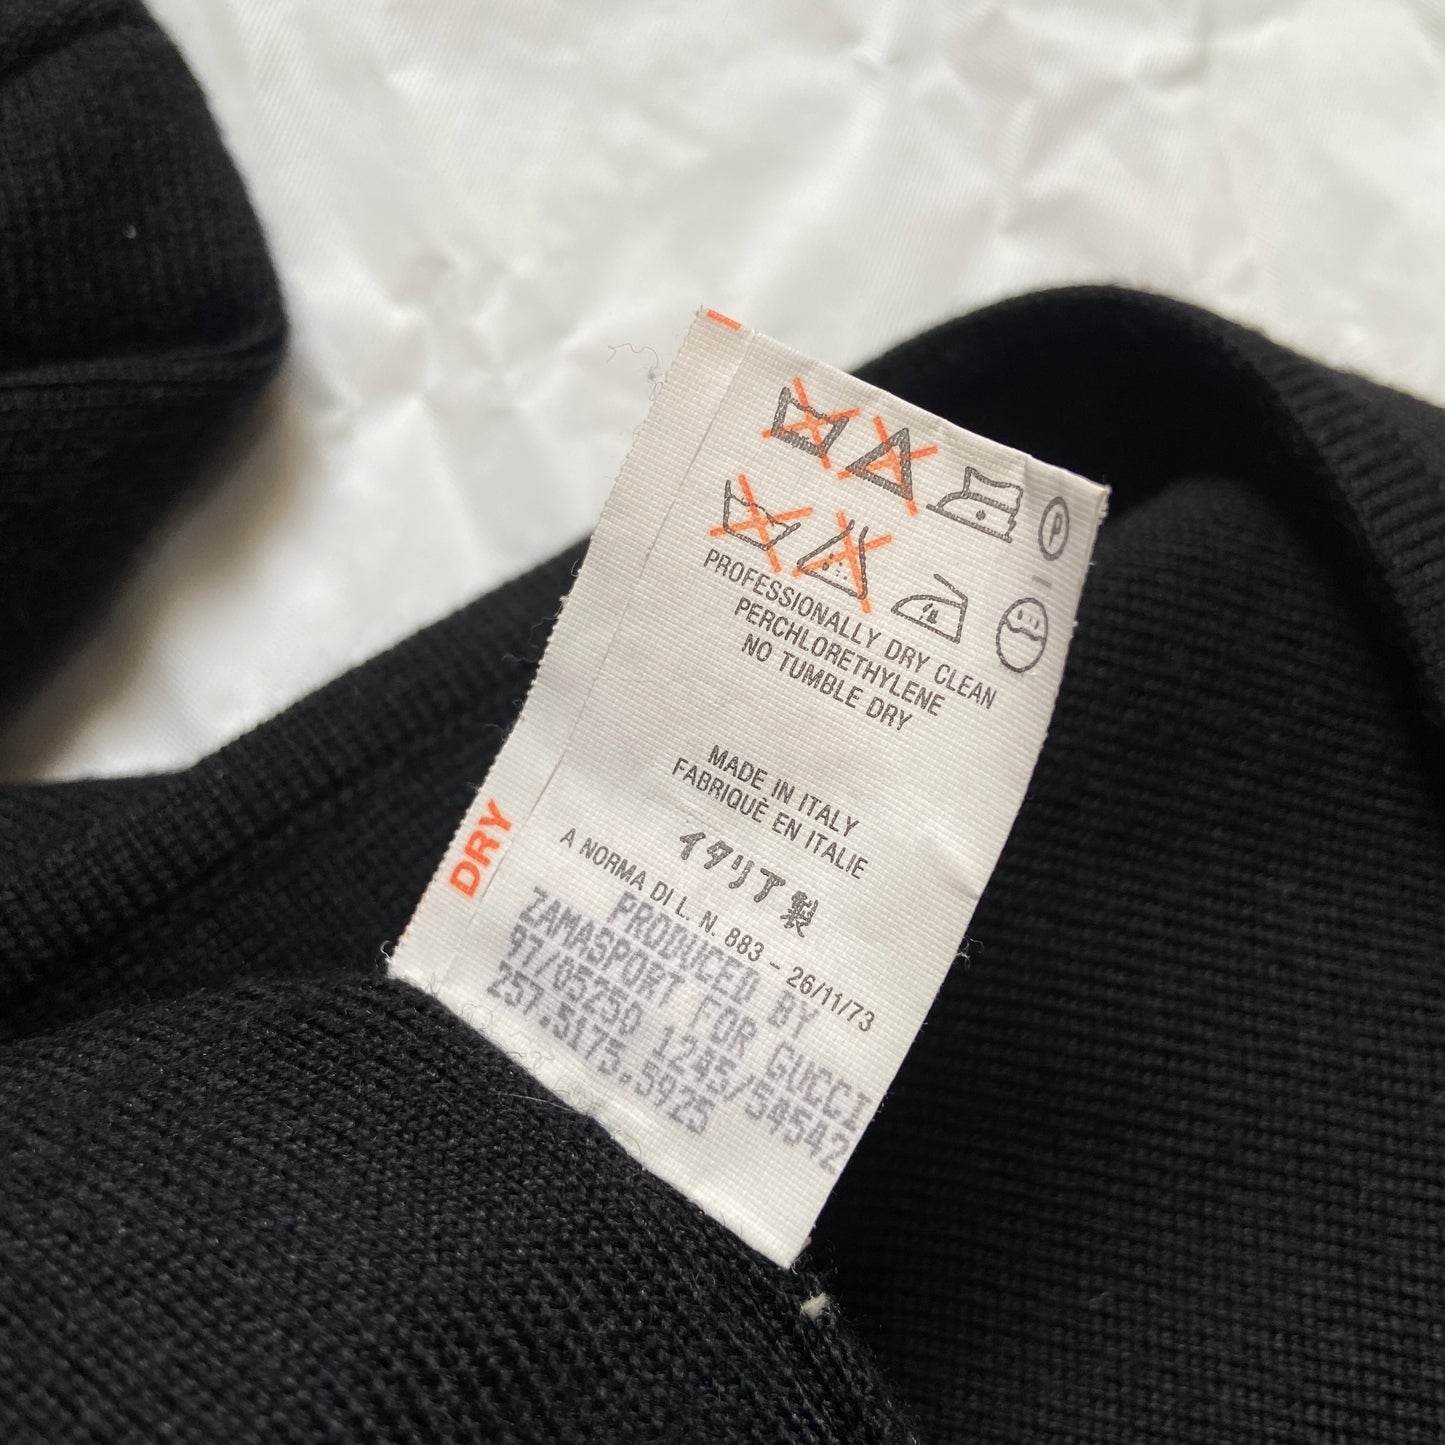 P
PROFESSIONALLY DRY CLEAN
PERCHLORETHYLENE
NO TUMBLE DRY
MADE IN ITALY
FABRIQUÈ EN ITALIE
イタリア製
A NORMA DI L. N. 883 - 26/11/73
PRODUCED BY
ZAMASPORT FOR GUCCI
97/05250 1245/54542
257.5175.5925
DRY